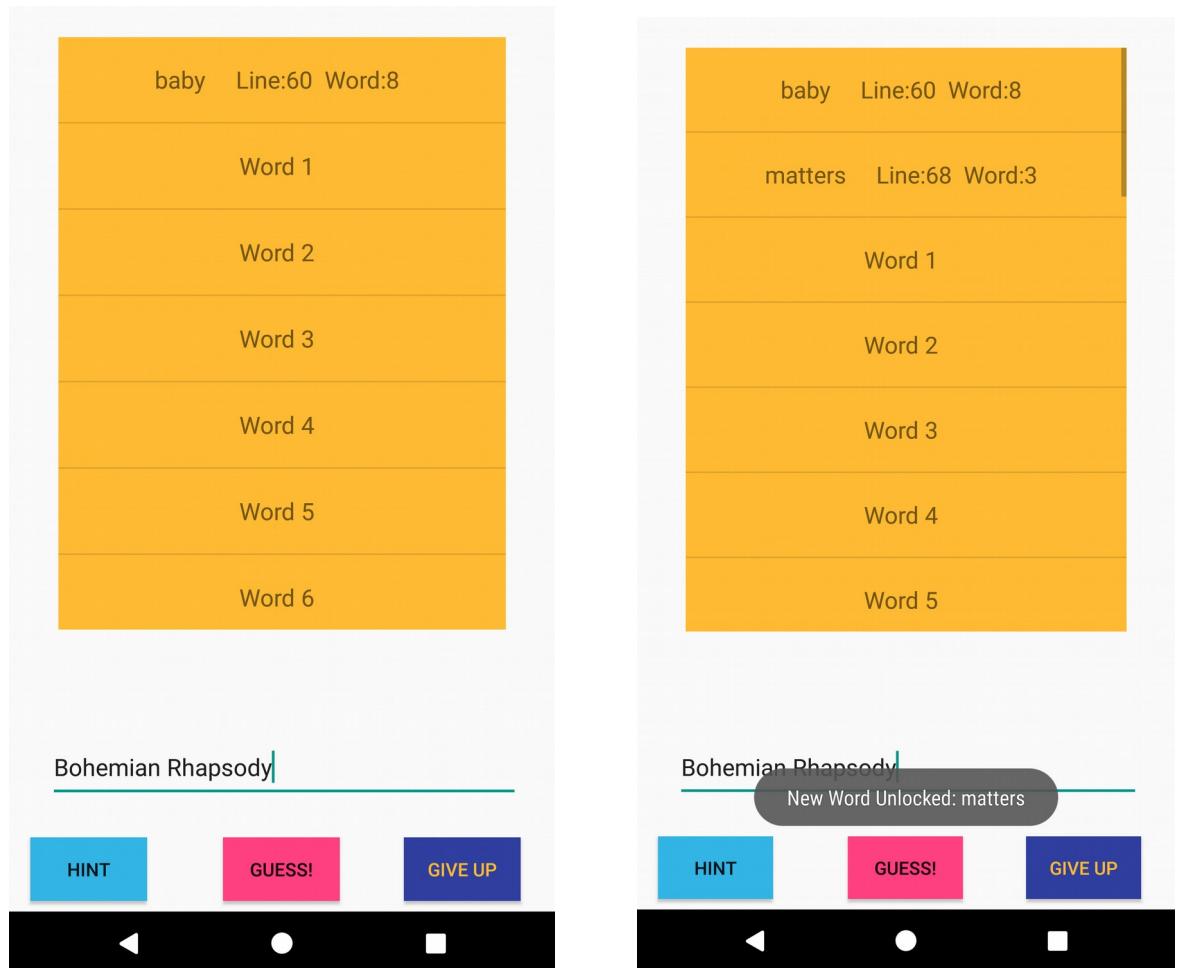 baby Line:60 Word:8
Word 1
Word 2
Word 3
Word 4
Word 5
Word 6
Bohemian Rhapsody
HINT GUESS! GIVE UP
baby Line:60 Word:8
matters Line:68 Word:3
Word 1
Word 2
Word 3
Word 4
Word 5
Bohemian Rhapsody
New Word Unlocked: matters
HINT GUESS! GIVE UP